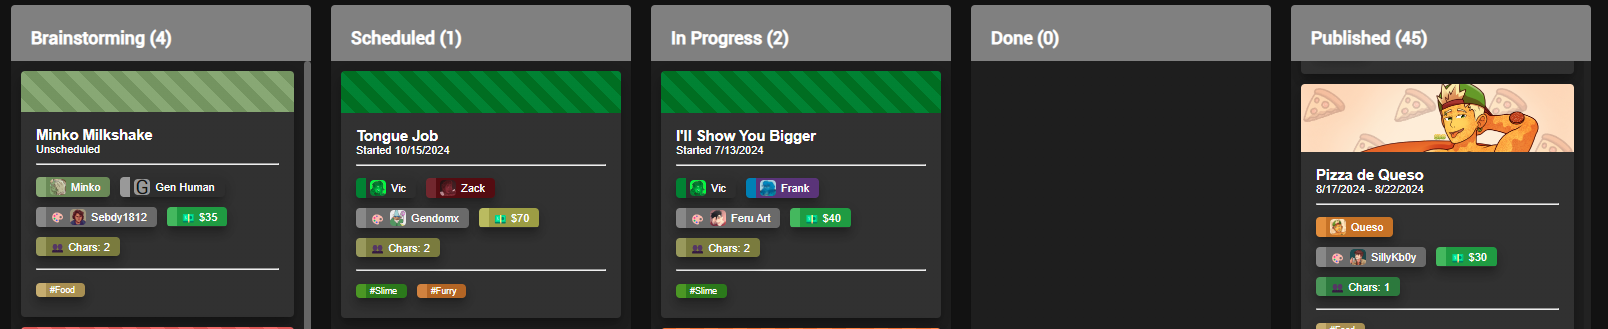 Brainstorming (4)
Minko Milkshake
Unscheduled
Minko
G Gen Human
Sebdy1812
$35
Chars: 2
#Food
Scheduled (1)
Tongue Job
Started 10/15/2024
Vic
Zack
Gendomx
$70
Chars: 2
#Slime
#Furry
In Progress (2)
I'll Show You Bigger
Started 7/13/2024
Vic
Frank
Feru Art
$40
Chars: 2
#Slime
Done (0)
Published (45)
Pizza de Queso
8/17/2024 - 8/22/2024
Queso
SillyKb0y
$30
Chars: 1
#Food